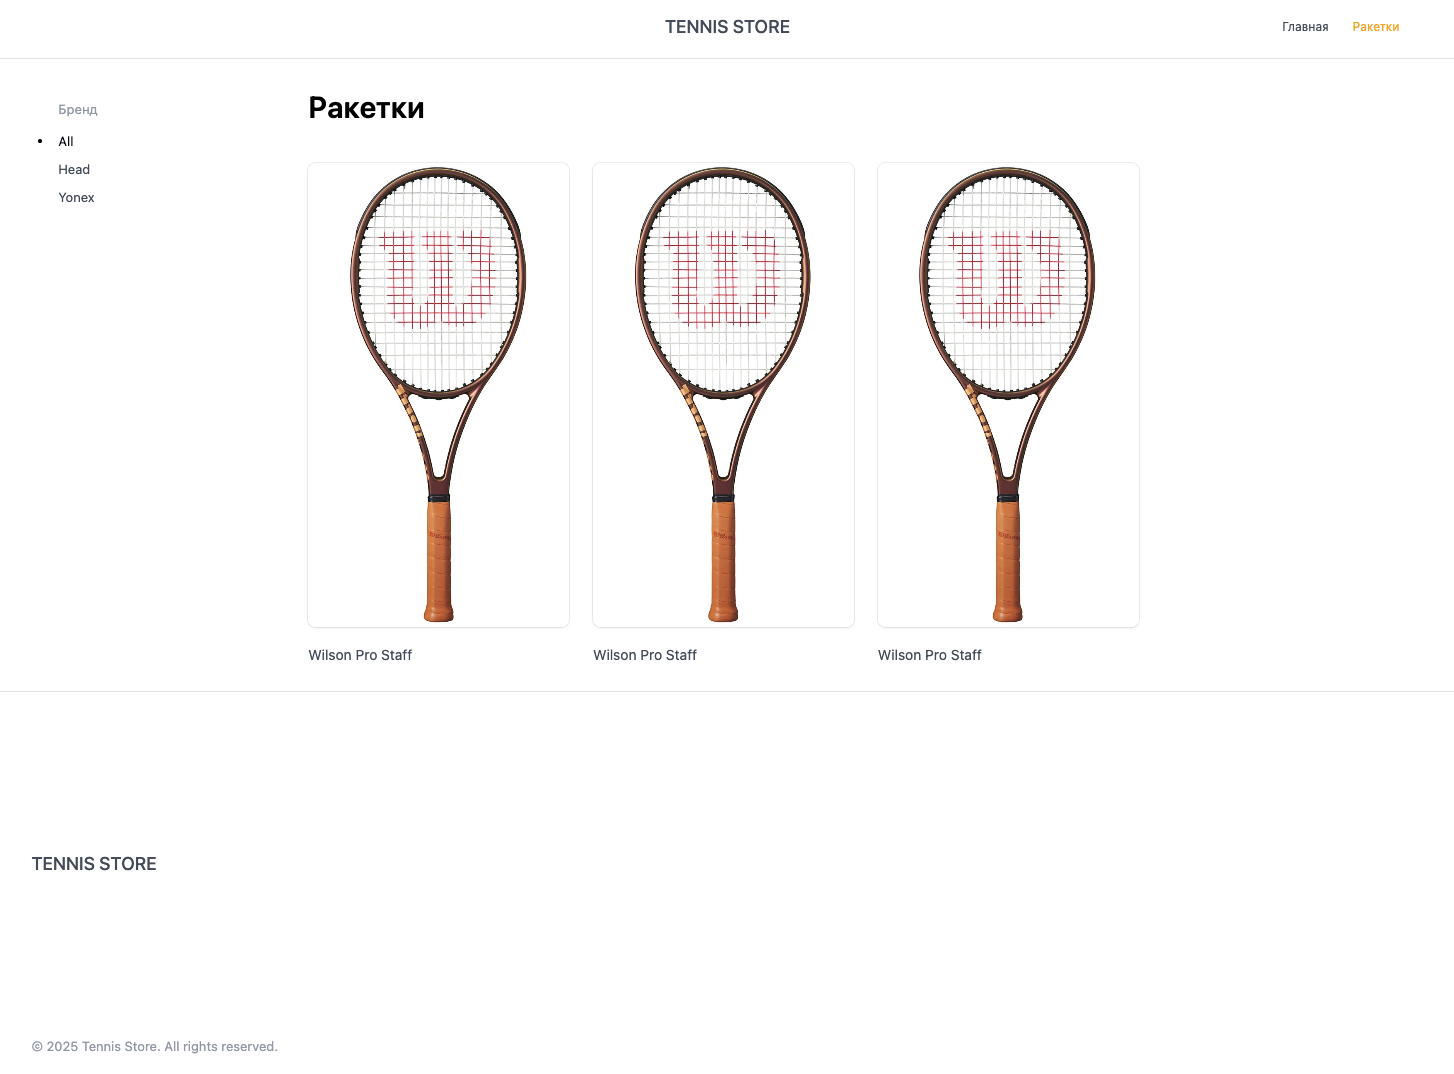 TENNIS STORE
Главная
Ракетки
Бренд
All
Head
Yonex
Ракетки
Wilson Pro Staff
Wilson Pro Staff
Wilson Pro Staff
TENNIS STORE
© 2025 Tennis Store. All rights reserved.